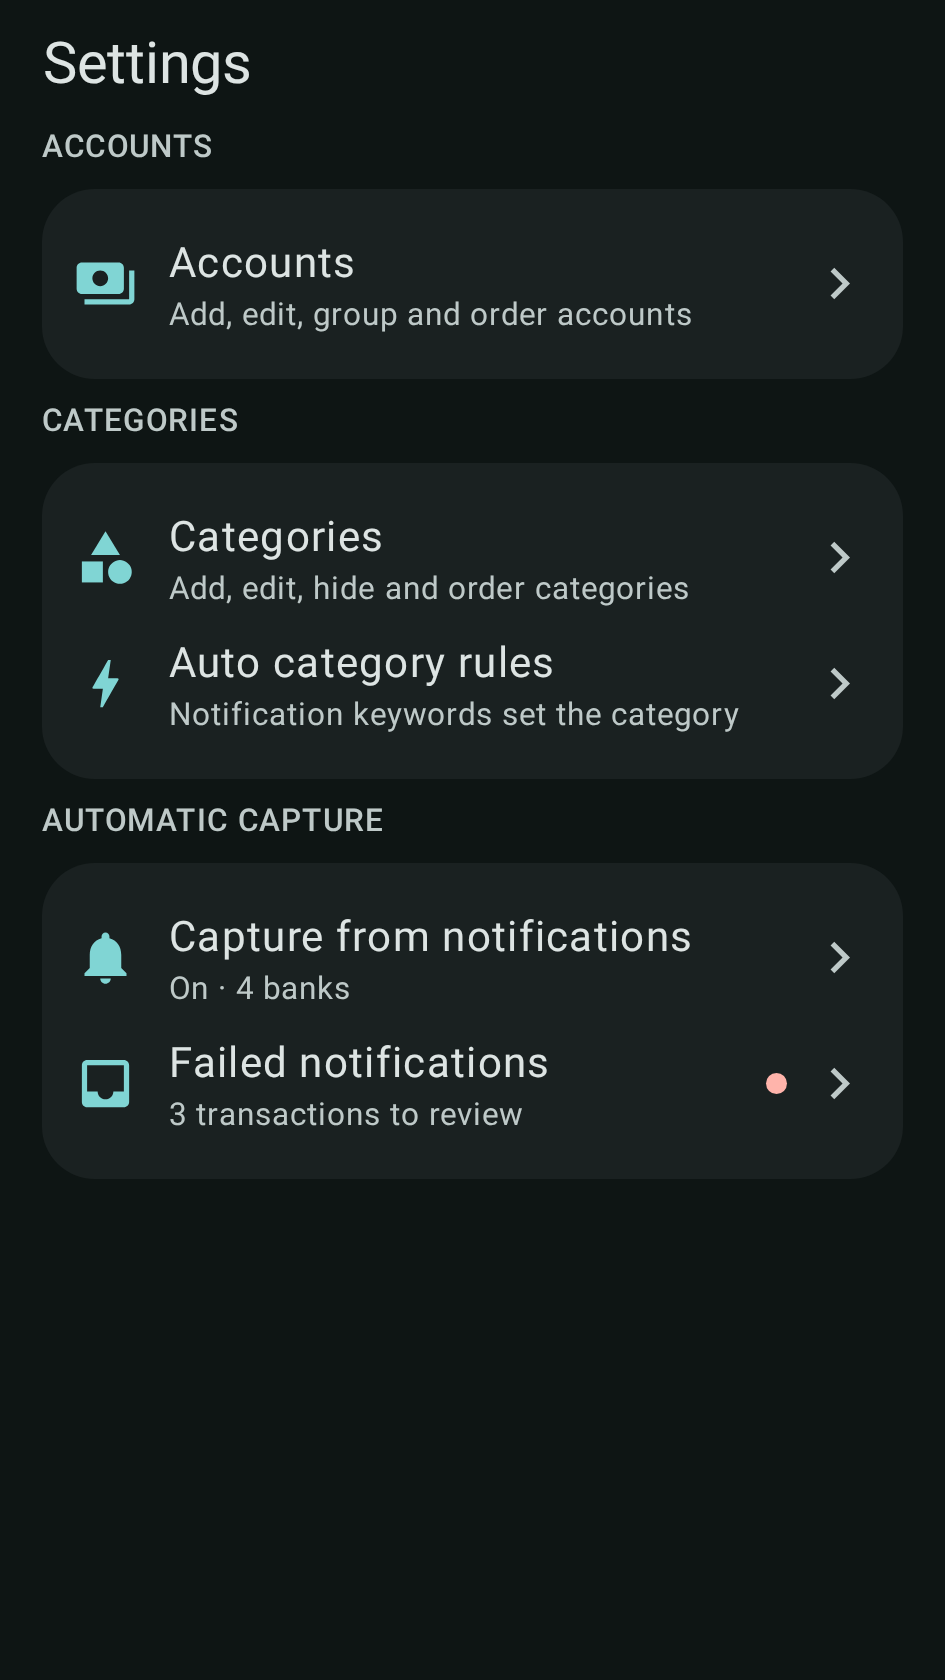 Settings
ACCOUNTS
Accounts
Add, edit, group and order accounts
CATEGORIES
Categories
Add, edit, hide and order categories
Auto category rules
Notification keywords set the category
AUTOMATIC CAPTURE
Capture from notifications
On · 4 banks
Failed notifications
3 transactions to review